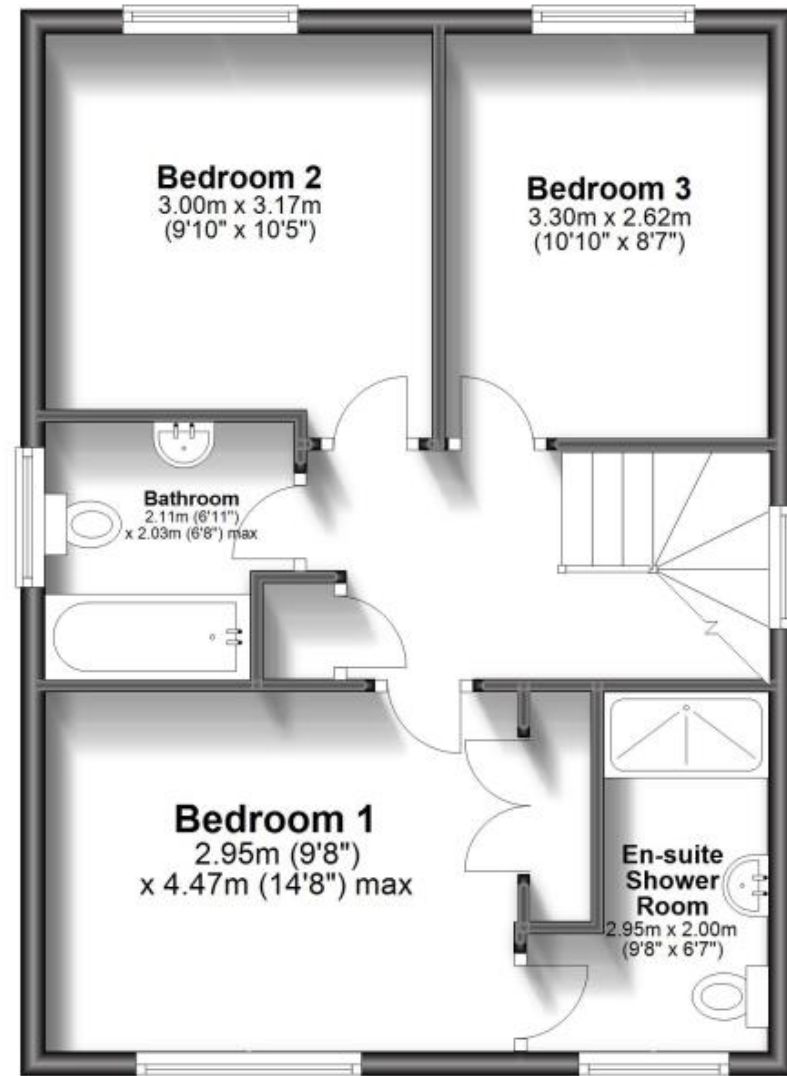 Bedroom 2
3.00m x 3.17m
(9'10" x 10'5")
Bedroom 3
3.30m x 2.62m
(10'10" x 8'7")
Bathroom
2.11m (6'11")
x 2.03m (6'8") max
Bedroom 1
2.95m (9'8")
x 4.47m (14'8") max
En-suite
Shower
Room
2.95m x 2.00m
(9'8" x 6'7")